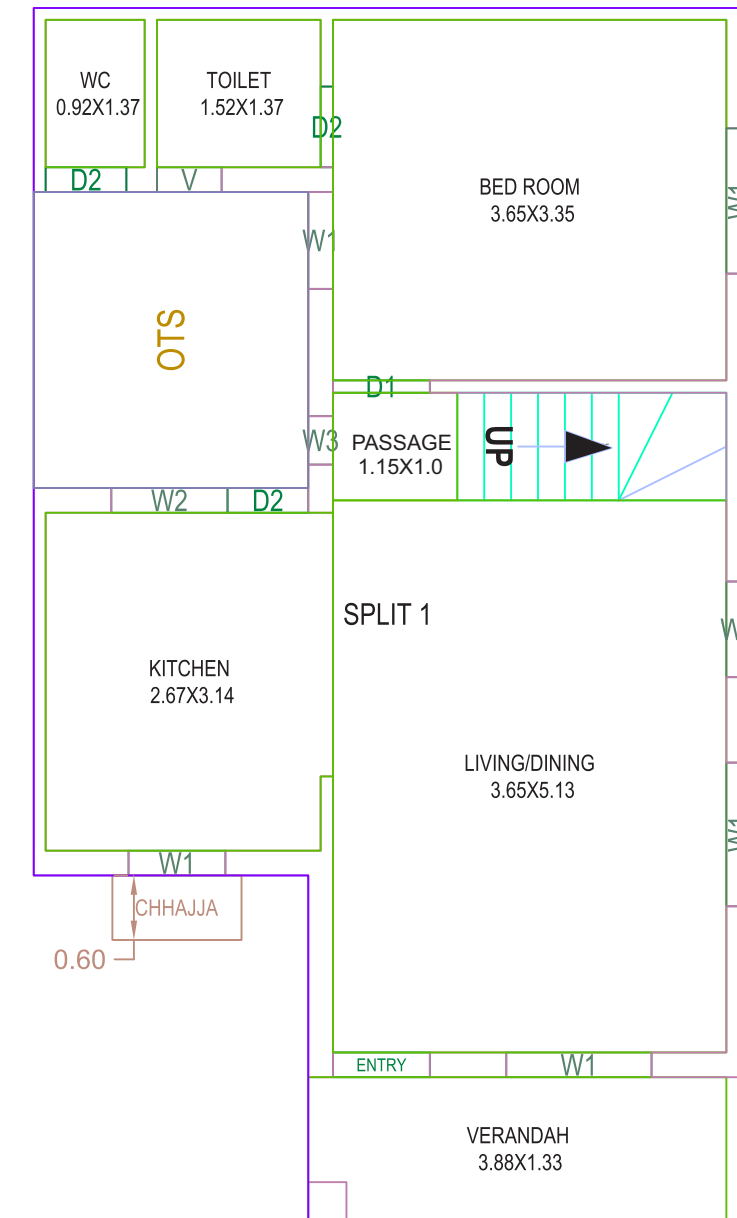 WC
0.92X1.37
TOILET
1.52X1.37
D2
D2
V
BED ROOM
3.65X3.35
W1
W1
OTS
D1
W3
PASSAGE
1.15X1.0
UP
W2
D2
SPLIT 1
KITCHEN
2.67X3.14
W
LIVING/DINING
3.65X5.13
W1
W1
CHHAJJA
0.60
ENTRY
W1
VERANDAH
3.88X1.33